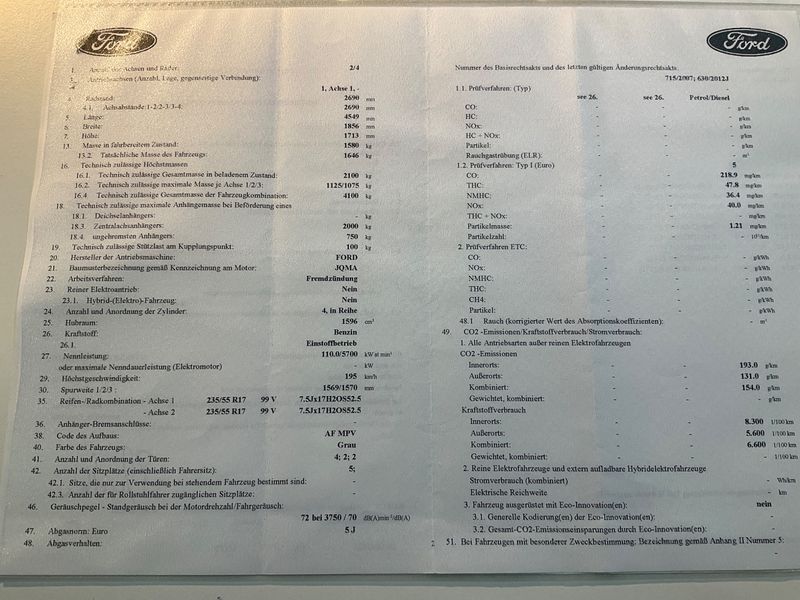 Ford
1. Anzahl der Achsen und Räder: 2/4
3. Antriebsachsen (Anzahl, Lage, gegenseitige Verbindung):
1, Achse 1, -
4. Radstand: 2690 mm
4.1. Achsabstände:1-2/2-3/3-4: 2690 mm
5. Länge: 4549 mm
6. Breite: 1856 mm
7. Höhe: 1713 mm
13. Masse in fahrbereitem Zustand: 1580 kg
13.2. Tatsächliche Masse des Fahrzeugs: 1646 kg
16. Technisch zulässige Höchstmassen
16.1. Technisch zulässige Gesamtmasse in beladenem Zustand: 2100 kg
16.2. Technisch zulässige maximale Masse je Achse 1/2/3: 1125/1075 kg
16.4. Technisch zulässige Gesamtmasse der Fahrzeugkombination: 4100 kg
18. Technisch zulässige maximale Anhängemasse bei Beförderung eines
18.1. Deichselanhängers: - kg
18.3. Zentralachsanhängers: 2000 kg
18.4. ungebremsten Anhängers: 750 kg
19. Technisch zulässige Stützlast am Kupplungspunkt: 100 kg
20. Hersteller der Antriebsmaschine: FORD
21. Baumusterbezeichnung gemäß Kennzeichnung am Motor: JQMA
22. Arbeitsverfahren: Fremdzündung
23. Reiner Elektroantrieb: Nein
23.1. Hybrid-(Elektro)-Fahrzeug: Nein
24. Anzahl und Anordnung der Zylinder: 4, in Reihe
25. Hubraum: 1596 cm³
26. Kraftstoff: Benzin
26.1. Einstoffbetrieb
27. Nennleistung: 110.0/5700 kW at min¹
oder maximale Nenndauerleistung (Elektromotor) - kW
29. Höchstgeschwindigkeit: 195 km/h
30. Spurweite 1/2/3 : 1569/1570 mm
35. Reifen-/Radkombination - Achse 1 235/55 R17 99 V 7.5Jx17H2OS52.5
- Achse 2 235/55 R17 99 V 7.5Jx17H2OS52.5
36. Anhänger-Bremsanschlüsse: -
38. Code des Aufbaus: AF MPV
40. Farbe des Fahrzeugs: Grau
41. Anzahl und Anordnung der Türen: 4; 2; 2
42. Anzahl der Sitzplätze (einschließlich Fahrersitz): 5;
42.1. Sitze, die nur zur Verwendung bei stehendem Fahrzeug bestimmt sind: -
42.3. Anzahl der für Rollstuhlfahrer zugänglichen Sitzplätze: -
46. Geräuschpegel - Standgeräusch bei der Motordrehzahl/Fahrgeräusch:
72 bei 3750 / 70 dB(A)min¹/dB(A)
47. Abgasnorm: Euro 5 J
48. Abgasverhalten:
Ford
Nummer des Basisrechtsakts und des letzten gültigen Änderungsrechtsakts.
715/2007; 630/2012J
1.1. Prüfverfahren: (Typ) -
see 26. see 26. Petrol/Diesel
CO: - - - g/km
HC: - - - g/km
NOx: - - - g/km
HC + NOx: - - - g/km
Partikel: - - - g/km
Rauchgastrübung (ELR): - - - m¹
1.2. Prüfverfahren: Typ I (Euro) 5
CO: - - 218.9 mg/km
THC: - - 47.8 mg/km
NMHC: - - 36.4 mg/km
NOx: - - 40.0 mg/km
THC + NOx: - - - mg/km
Partikelmasse: - - 1.21 mg/km
Partikelzahl: - - - 10¹¹/km
2. Prüfverfahren ETC:
CO: - - - g/kWh
NOx: - - - g/kWh
NMHC: - - - g/kWh
THC: - - - g/kWh
CH4: - - - g/kWh
Partikel: - - - g/kWh
48.1 Rauch (korrigierter Wert des Absorptionskoeffizienten): - - m¹
49. CO2 -Emissionen/Kraftstoffverbrauch/Stromverbrauch:
1. Alle Antriebsarten außer reinen Elektrofahrzeugen
CO2 -Emissionen
Innerorts: - - 193.0 g/km
Außerorts: - - 131.0 g/km
Kombiniert: - - 154.0 g/km
Gewichtet, kombiniert: - - - g/km
Kraftstoffverbrauch
Innerorts: - - 8.300 l/100 km
Außerorts: - - 5.600 l/100 km
Kombiniert: - - 6.600 l/100 km
Gewichtet, kombiniert: - - - l/100 km
2. Reine Elektrofahrzeuge und extern aufladbare Hybridelektrofahrzeuge
Stromverbrauch (kombiniert) - - - Wh/km
Elektrische Reichweite - - - km
3. Fahrzeug ausgerüstet mit Eco-Innovation(en): nein
3.1. Generelle Kodierung(en) der Eco-Innovation(en): -
3.2. Gesamt-CO2-Emissionseinsparungen durch Eco-Innovation(en): -
2 51. Bei Fahrzeugen mit besonderer Zweckbestimmung: Bezeichnung gemäß Anhang II Nummer 5:
-